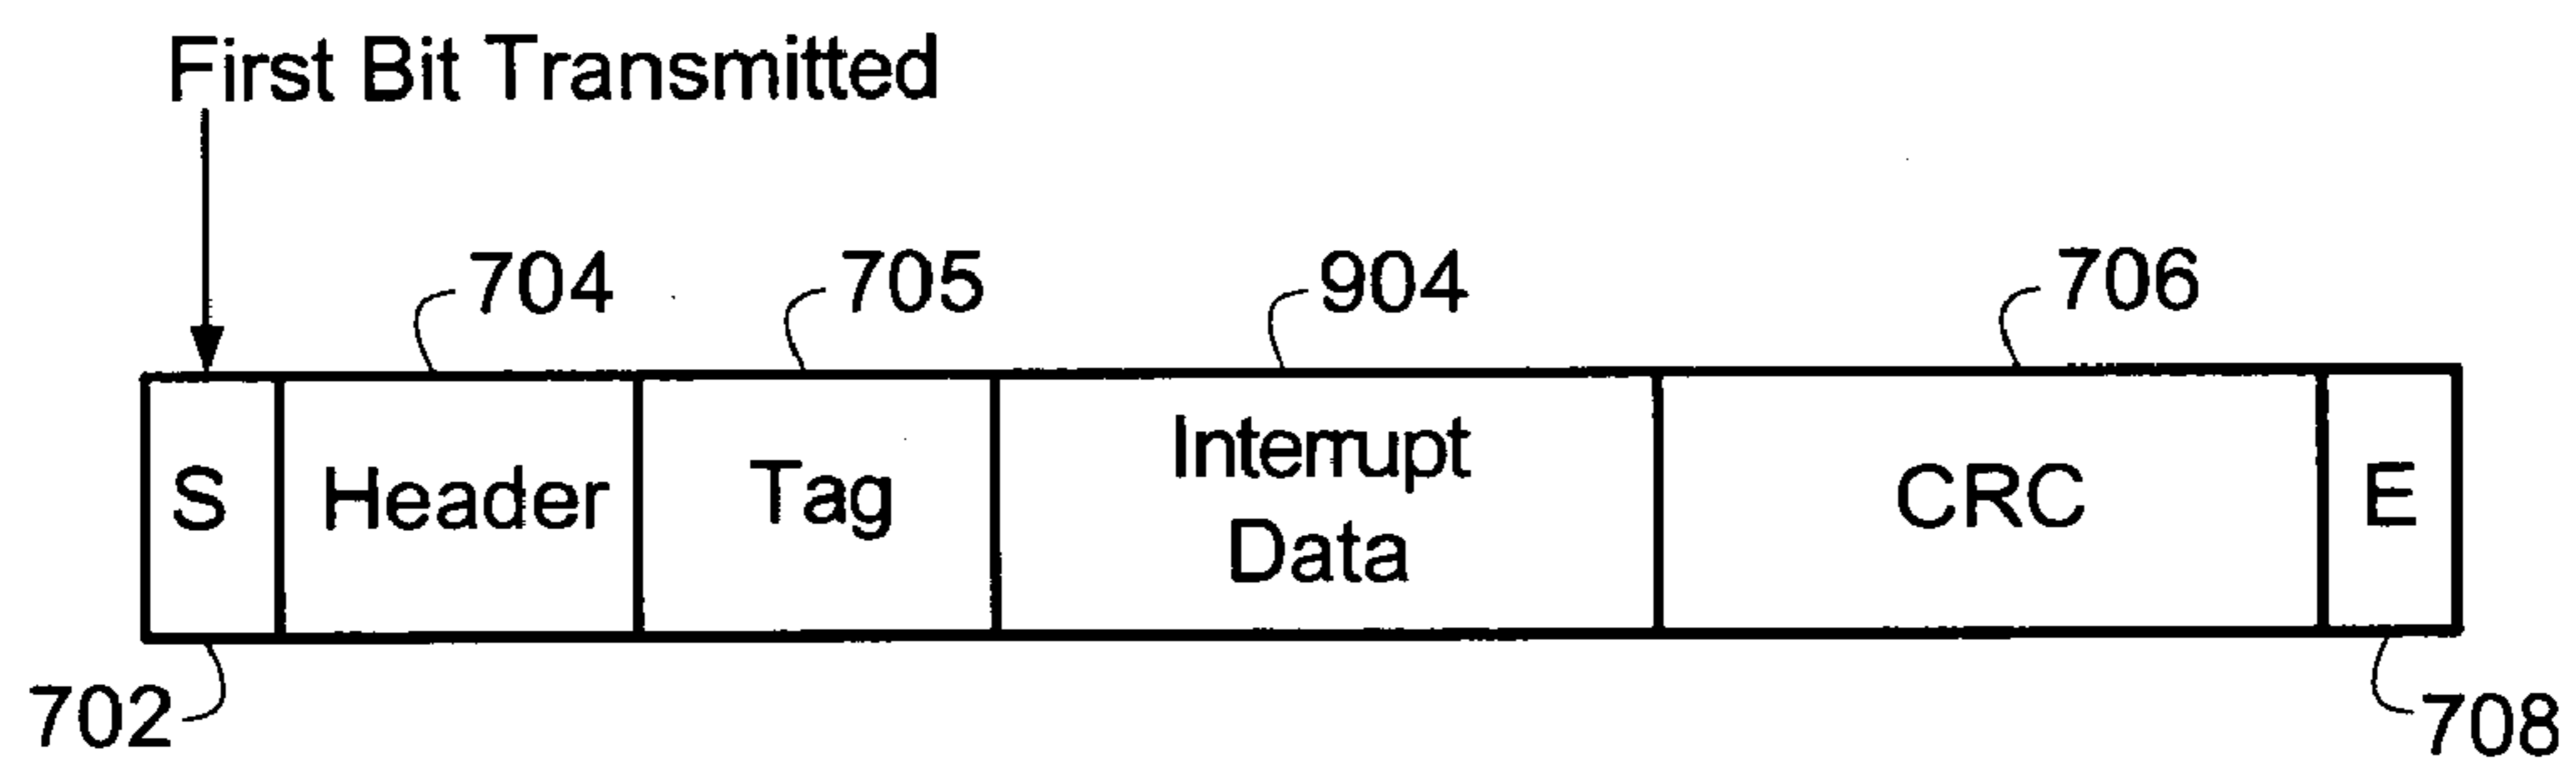 First Bit Transmitted
704
705
904
706
S
Header
Tag
Interrupt
Data
CRC
E
702
708